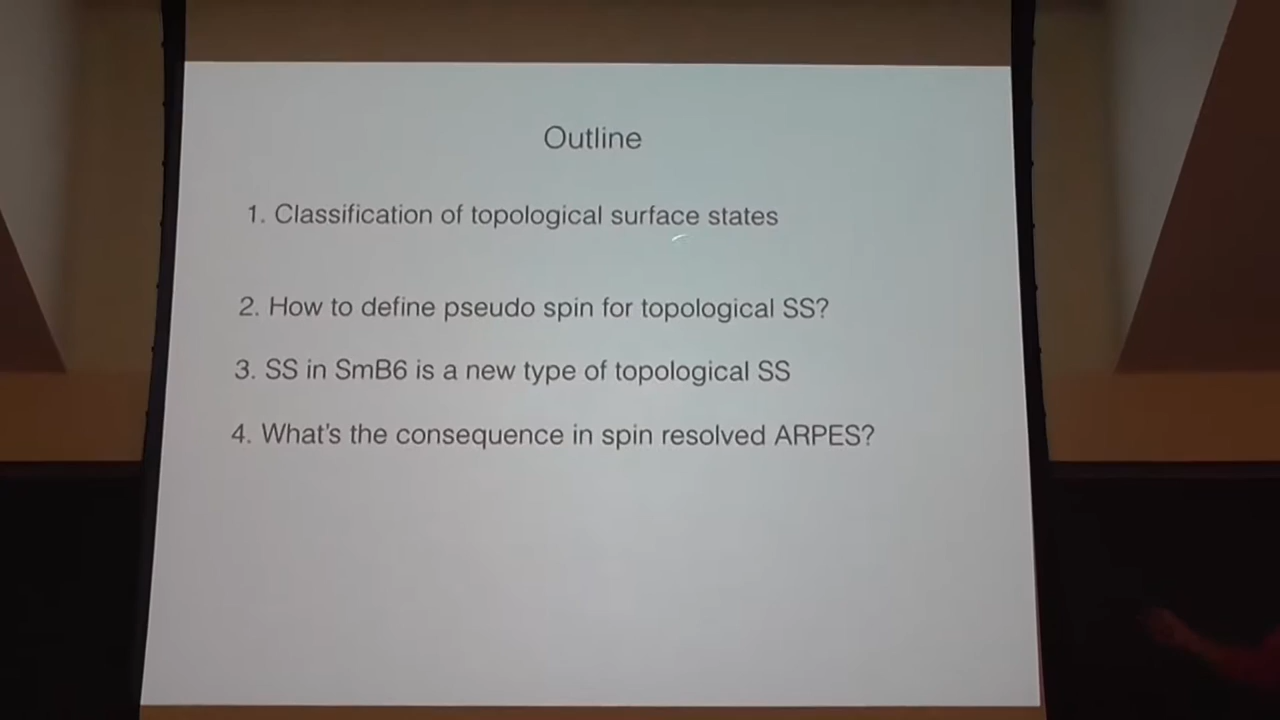 Outline
1. Classification of topological surface states
2. How to define pseudo spin for topological SS?
3. SS in SmB6 is a new type of topological SS
4. What's the consequence in spin resolved ARPES?